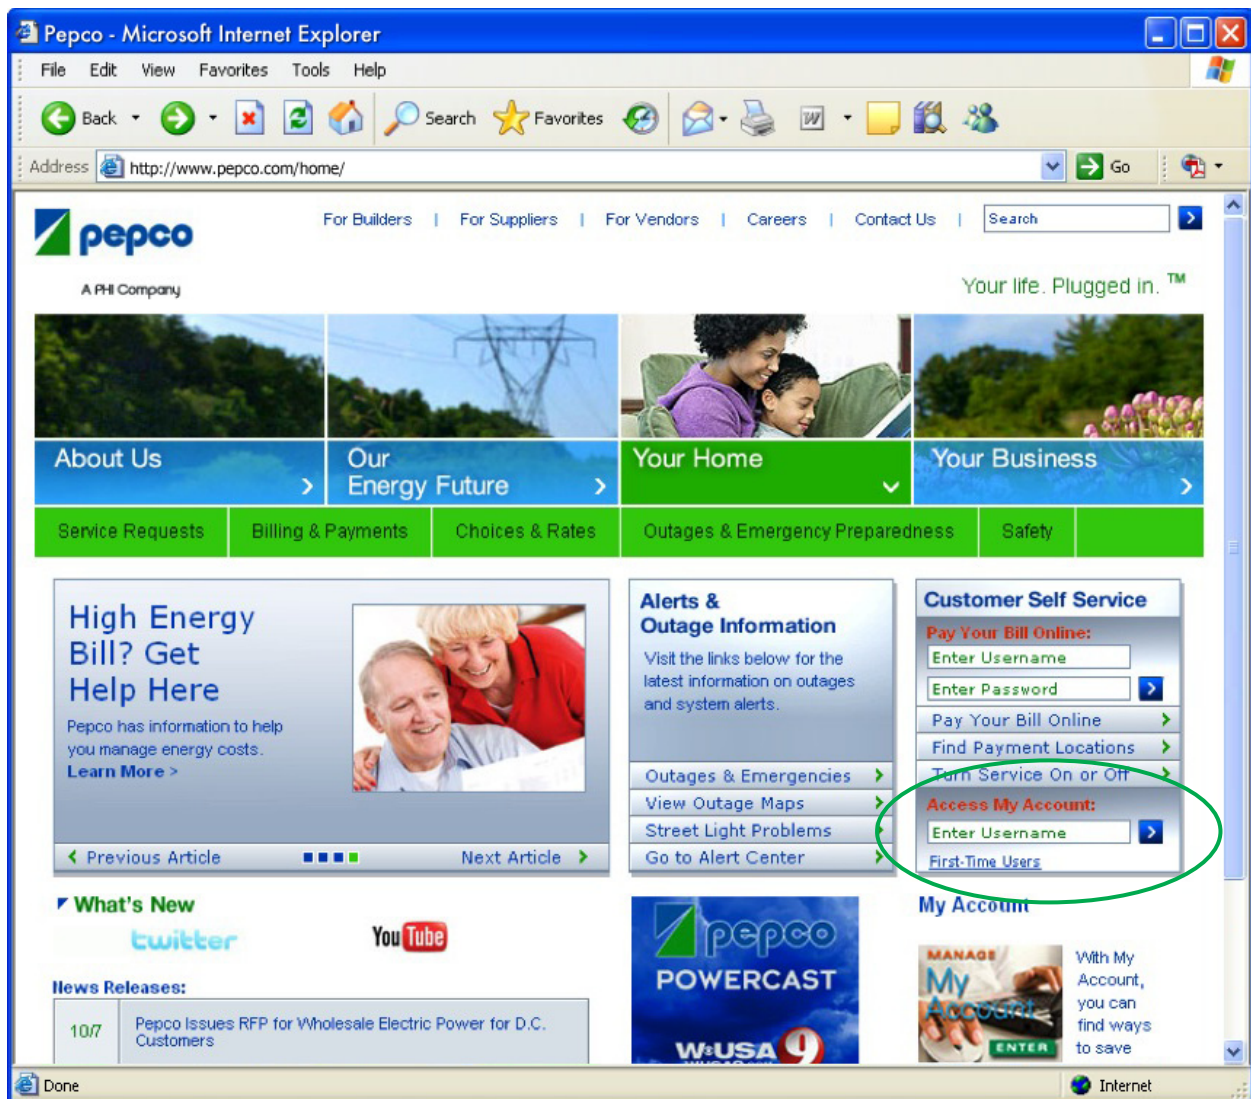 Pepco - Microsoft Internet Explorer
File Edit View Favorites Tools Help
Back Search Favorites
Address http://www.pepco.com/home/ Go
For Builders | For Suppliers | For Vendors | Careers | Contact Us | Search
pepco
A PHI Company
Your life. Plugged in. ™
About Us
Our
Energy Future
Your Home
Your Business
Service Requests Billing & Payments Choices & Rates Outages & Emergency Preparedness Safety
High Energy
Bill? Get
Help Here
Pepco has information to help
you manage energy costs.
Learn More >
Previous Article Next Article
Alerts &
Outage Information
Visit the links below for the
latest information on outages
and system alerts.
Outages & Emergencies
View Outage Maps
Street Light Problems
Go to Alert Center
Customer Self Service
Pay Your Bill Online:
Enter Username
Enter Password
Pay Your Bill Online
Find Payment Locations
Turn Service On or Off
Access My Account:
Enter Username
First-Time Users
What's New
twitter YouTube
News Releases:
10/7 Pepco Issues RFP for Wholesale Electric Power for D.C.
Customers
pepco
POWERCAST
WUSA 9
My Account
MANAGE
My
Account
ENTER
With My
Account,
you can
find ways
to save
Done Internet